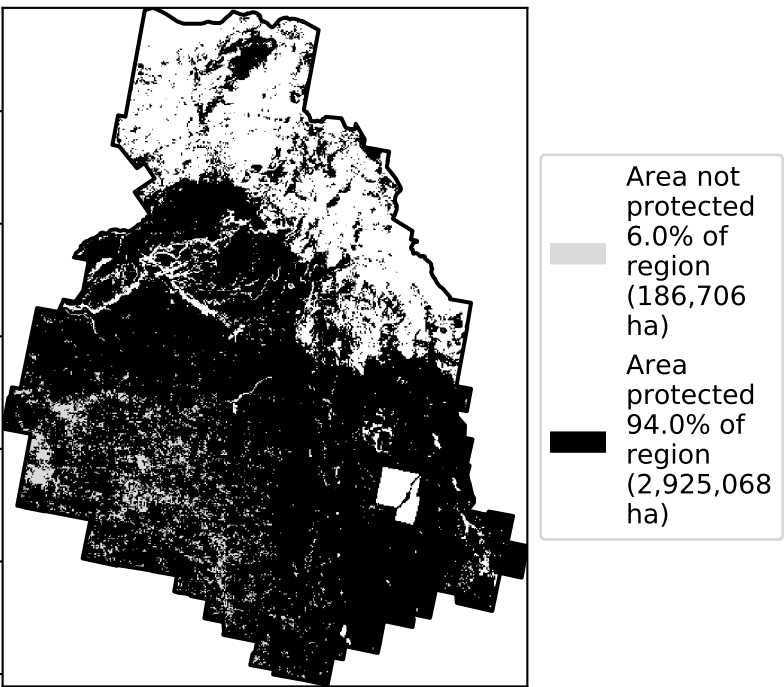 Area not
protected
6.0% of
region
(186,706
ha)
Area
protected
94.0% of
region
(2,925,068
ha)